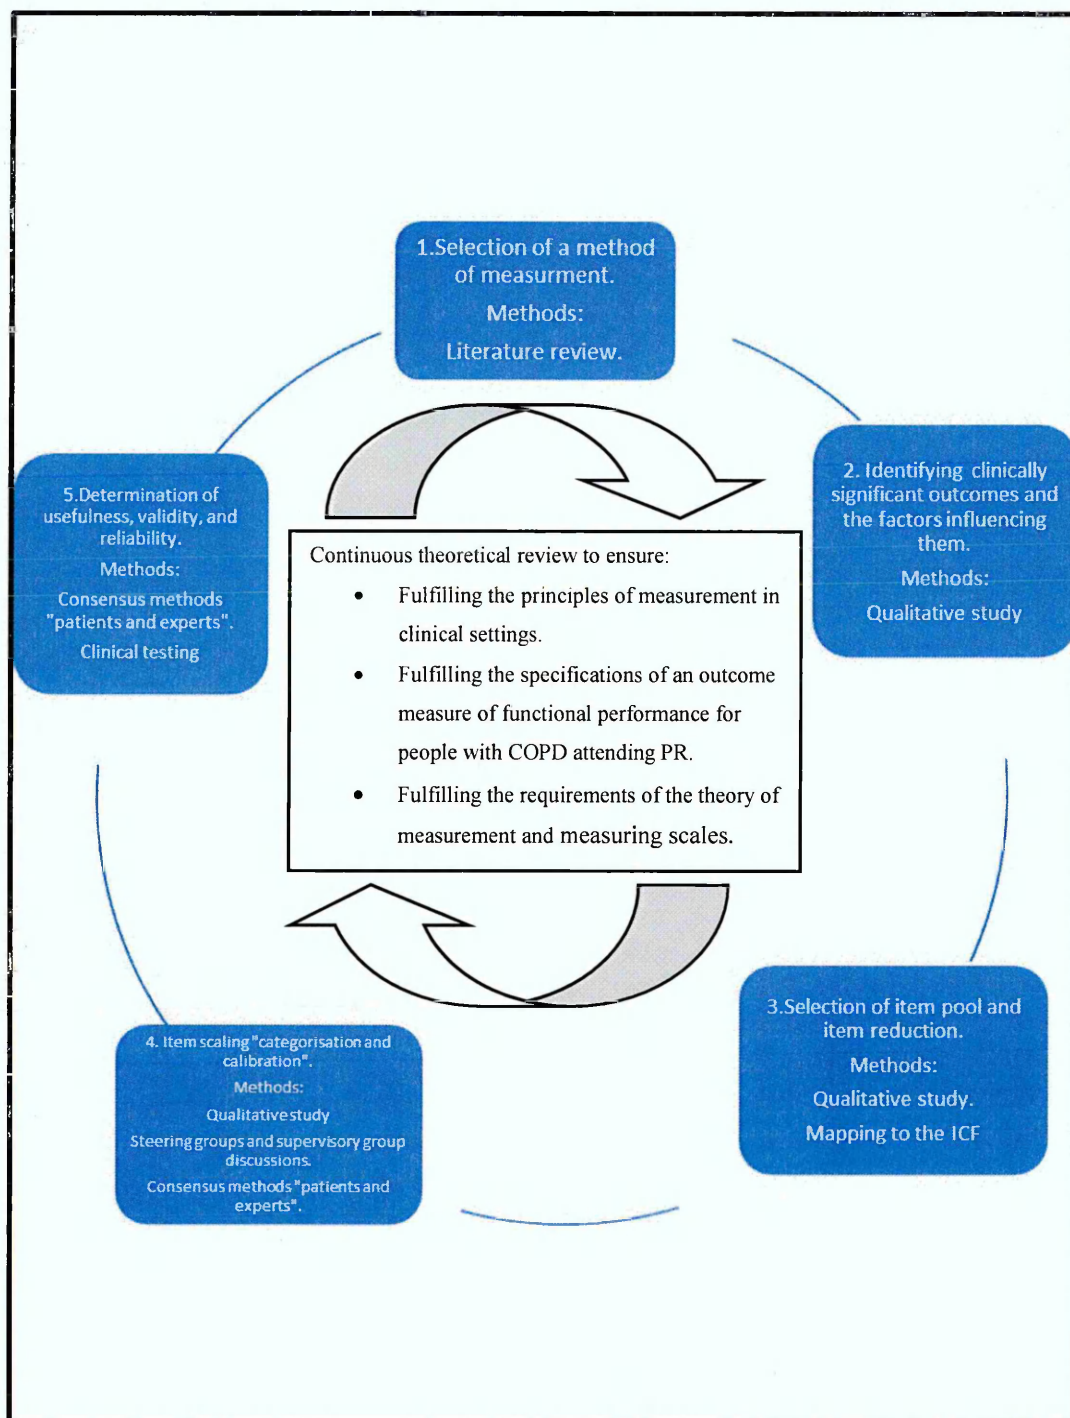 1.Selection of a method
of measurment.
Methods:
Literature review.
2. Identifying clinically
significant outcomes and
the factors influencing
them.
Methods:
Qualitative study
3.Selection of item pool and
item reduction.
Methods:
Qualitative study.
Mapping to the ICF
4. Item scaling "categorisation and
calibration".
Methods:
Qualitative study
Steering groups and supervisory group
discussions.
Consensus methods "patients and
experts".
5.Determination of
usefulness, validity, and
reliability.
Methods:
Consensus methods
"patients and experts".
Clinical testing
Continuous theoretical review to ensure:
• Fulfilling the principles of measurement in
clinical settings.
• Fulfilling the specifications of an outcome
measure of functional performance for
people with COPD attending PR.
• Fulfilling the requirements of the theory of
measurement and measuring scales.